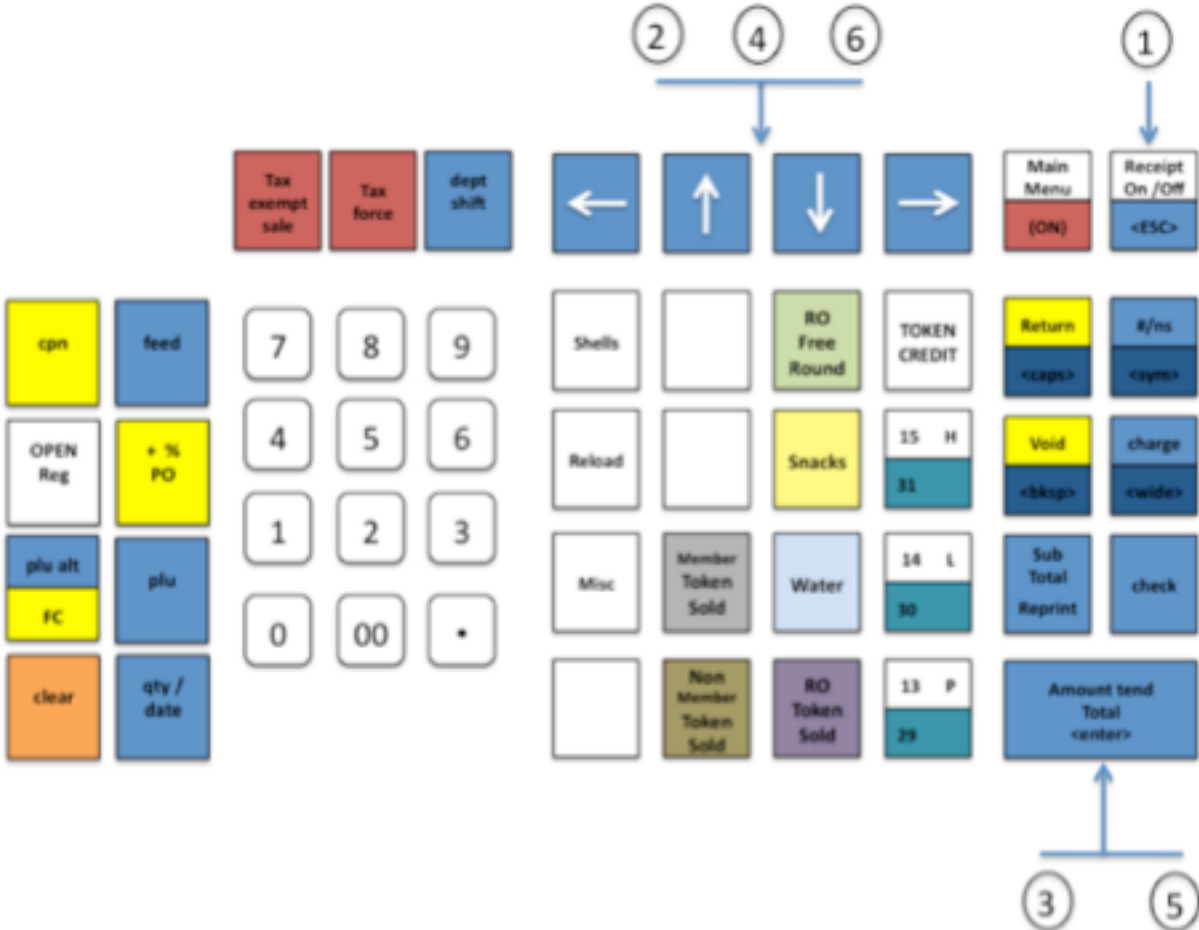 2 4 6 1
Tax
exempt
sale
Tax
force
dept
shift
Main
Menu
(ON)
Receipt
On /Off
<ESC>
cpn
feed
7 8 9
Shells
RO
Free
Round
TOKEN
CREDIT
Return
<caps>
#/ns
<sym>
OPEN
Reg
+ %
PO
4 5 6
Reload
Snacks
15 H
31
Void
<bksp>
charge
<wide>
plu alt
FC
plu
1 2 3
Misc
Member
Token
Sold
Water
14 L
30
Sub
Total
Reprint
check
clear
qty /
date
0 00 .
Non
Member
Token
Sold
RO
Token
Sold
13 P
29
Amount tend
Total
<enter>
3 5